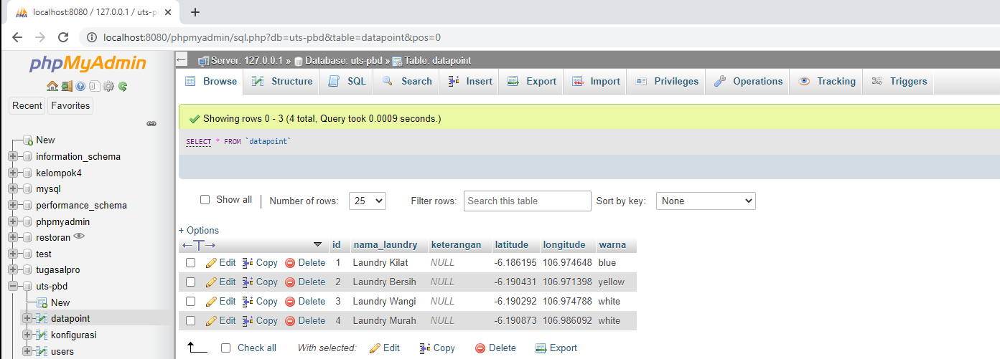 localhost:8080 / 127.0.0.1 / uts-p
localhost:8080/phpmyadmin/sql.php?db=uts-pbd&table=datapoint&pos=0
phpMyAdmin
Recent Favorites
New
information_schema
kelompok4
mysql
performance_schema
phpmyadmin
restoran
test
tugasalpro
uts-pbd
New
datapoint
konfigurasi
users
Server: 127.0.0.1 » Database: uts-pbd » Table: datapoint
Browse Structure SQL Search Insert Export Import Privileges Operations Tracking Triggers
Showing rows 0 - 3 (4 total, Query took 0.0009 seconds.)
SELECT * FROM `datapoint`
Show all | Number of rows: 25 Filter rows: Search this table Sort by key: None
+ Options
←T→ id nama_laundry keterangan latitude longitude warna
Edit Copy Delete 1 Laundry Kilat NULL -6.186195 106.974648 blue
Edit Copy Delete 2 Laundry Bersih NULL -6.190431 106.971398 yellow
Edit Copy Delete 3 Laundry Wangi NULL -6.190292 106.974788 white
Edit Copy Delete 4 Laundry Murah NULL -6.190873 106.986092 white
Check all With selected: Edit Copy Delete Export